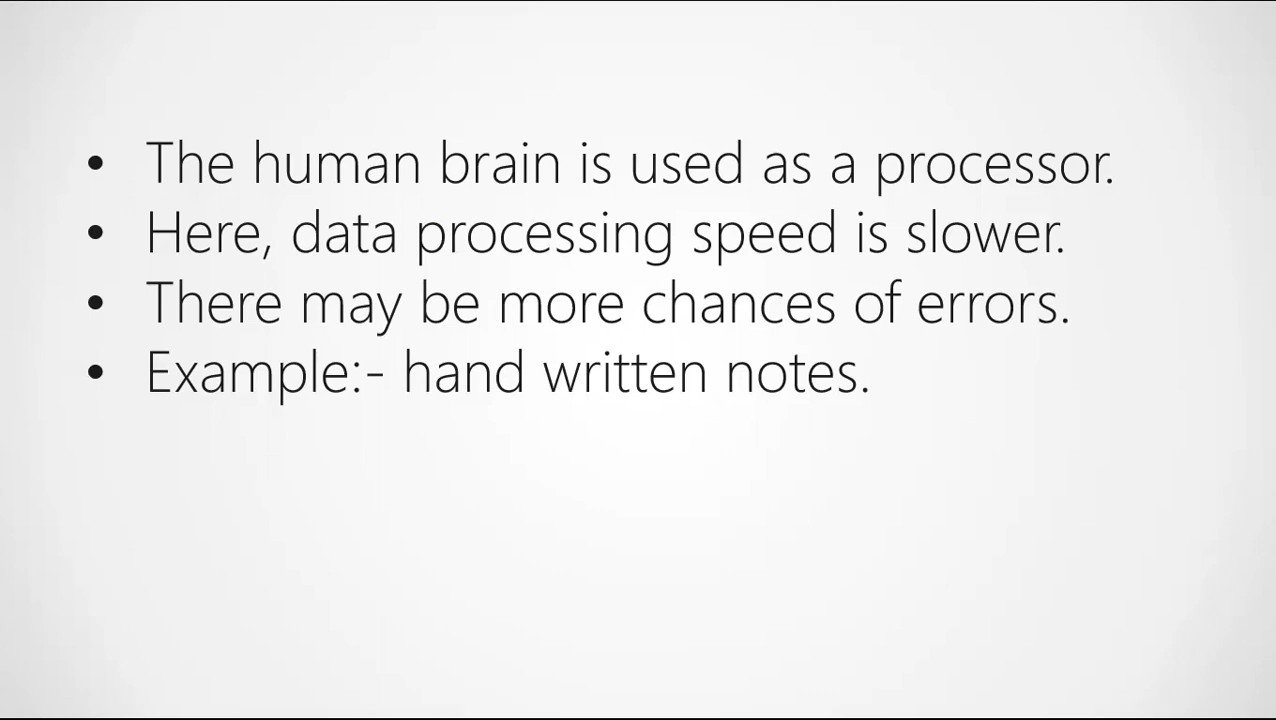 • The human brain is used as a processor.
• Here, data processing speed is slower.
• There may be more chances of errors.
• Example:- hand written notes.